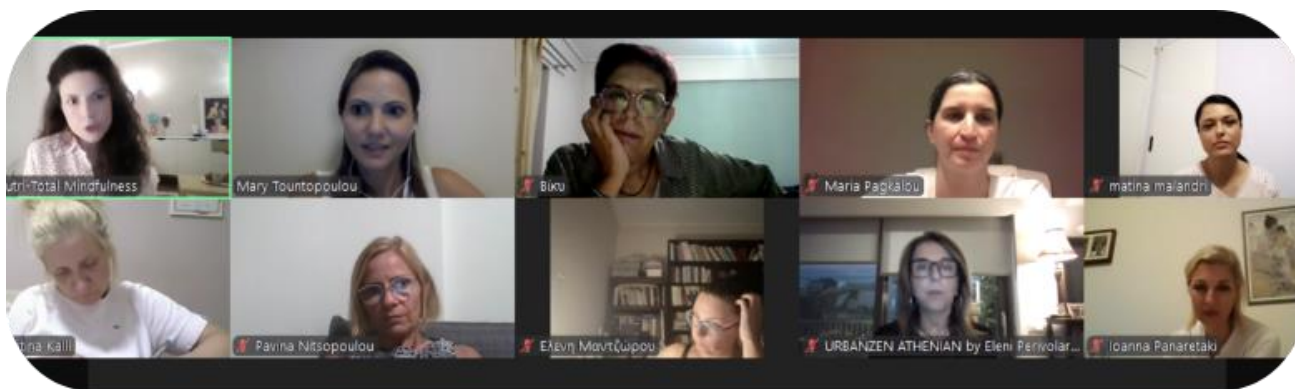 utri-Total Mindfulness
Mary Tountopoulou
Βίκυ
Maria Pagkalou
matina malandri
tina Kalli
Pavina Nitsopoulou
Ελενη Μαντζώρου
URBANZEN ATHENIAN by Eleni Perivolar...
Ioanna Panaretaki